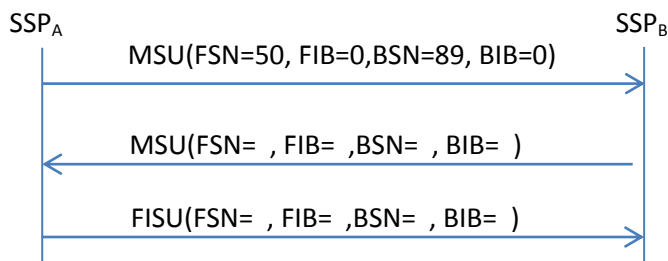 SSPA SSPB
MSU(FSN=50, FIB=0,BSN=89, BIB=0)
MSU(FSN= , FIB= ,BSN= , BIB= )
FISU(FSN= , FIB= ,BSN= , BIB= )